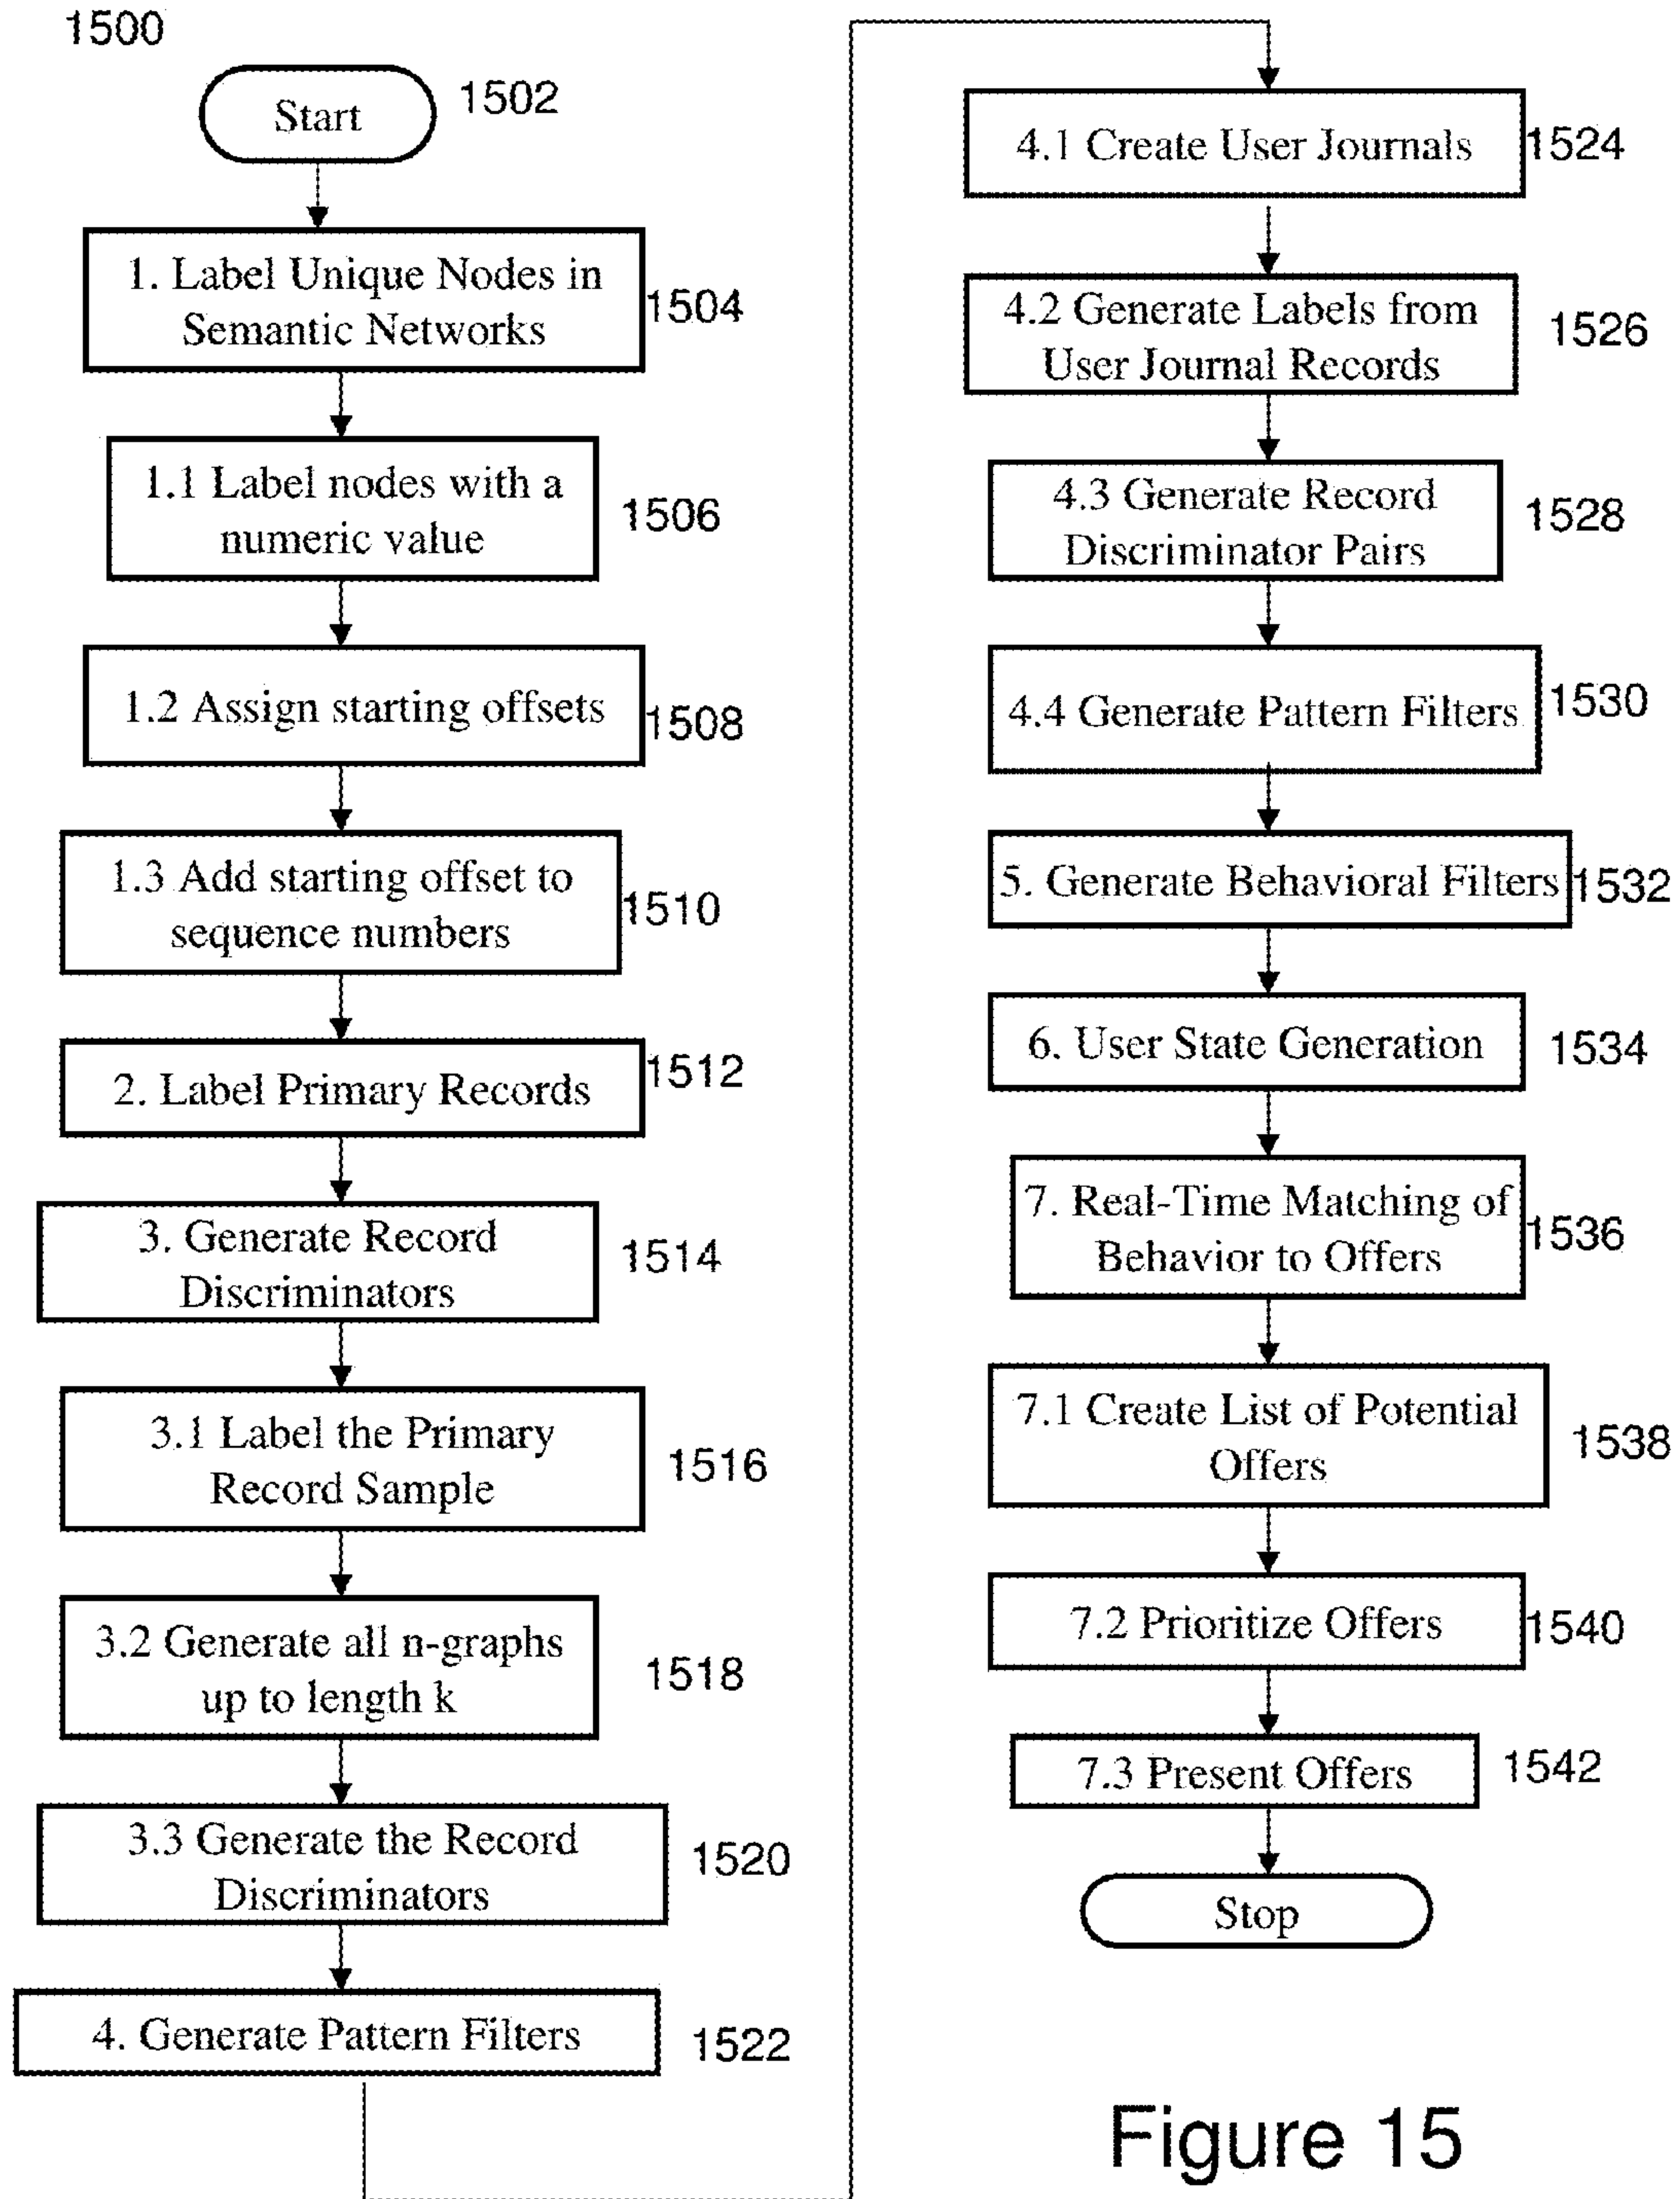 1500
Start
1502
1. Label Unique Nodes in
Semantic Networks
1504
1.1 Label nodes with a
numeric value
1506
1.2 Assign starting offsets
1508
1.3 Add starting offset to
sequence numbers
1510
2. Label Primary Records
1512
3. Generate Record
Discriminators
1514
3.1 Label the Primary
Record Sample
1516
3.2 Generate all n-graphs
up to length k
1518
3.3 Generate the Record
Discriminators
1520
4. Generate Pattern Filters
1522
4.1 Create User Journals
1524
4.2 Generate Labels from
User Journal Records
1526
4.3 Generate Record
Discriminator Pairs
1528
4.4 Generate Pattern Filters
1530
5. Generate Behavioral Filters
1532
6. User State Generation
1534
7. Real-Time Matching of
Behavior to Offers
1536
7.1 Create List of Potential
Offers
1538
7.2 Prioritize Offers
1540
7.3 Present Offers
1542
Stop
Figure 15